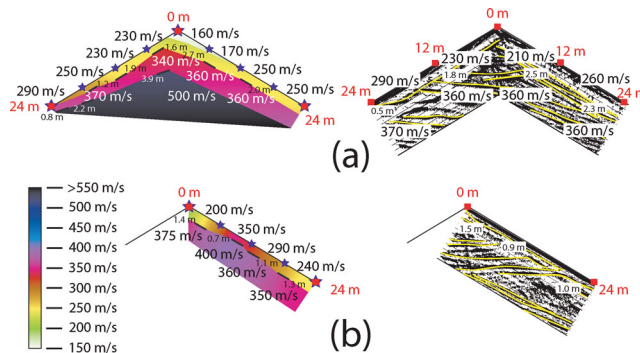 0 m
160 m/s
230 m/s
170 m/s
230 m/s
1.6 m
2.7 m
250 m/s
340 m/s
250 m/s
1.9 m
360 m/s
290 m/s
1.2 m
3.9 m
2.0 m
250 m/s
24 m
370 m/s
500 m/s
360 m/s
24 m
2.2 m
0.8 m
0 m
12 m
12 m
230 m/s
210 m/s
290 m/s
1.8 m
2.5 m
260 m/s
24 m
360 m/s
360 m/s
24 m
0.5 m
2.3 m
370 m/s
360 m/s
(a)
>550 m/s
500 m/s
450 m/s
400 m/s
350 m/s
300 m/s
250 m/s
200 m/s
150 m/s
0 m
200 m/s
1.4 m
375 m/s
0.7 m
350 m/s
290 m/s
400 m/s
1.1 m
240 m/s
360 m/s
1.3 m
24 m
350 m/s
0 m
1.5 m
0.9 m
1.0 m
24 m
(b)